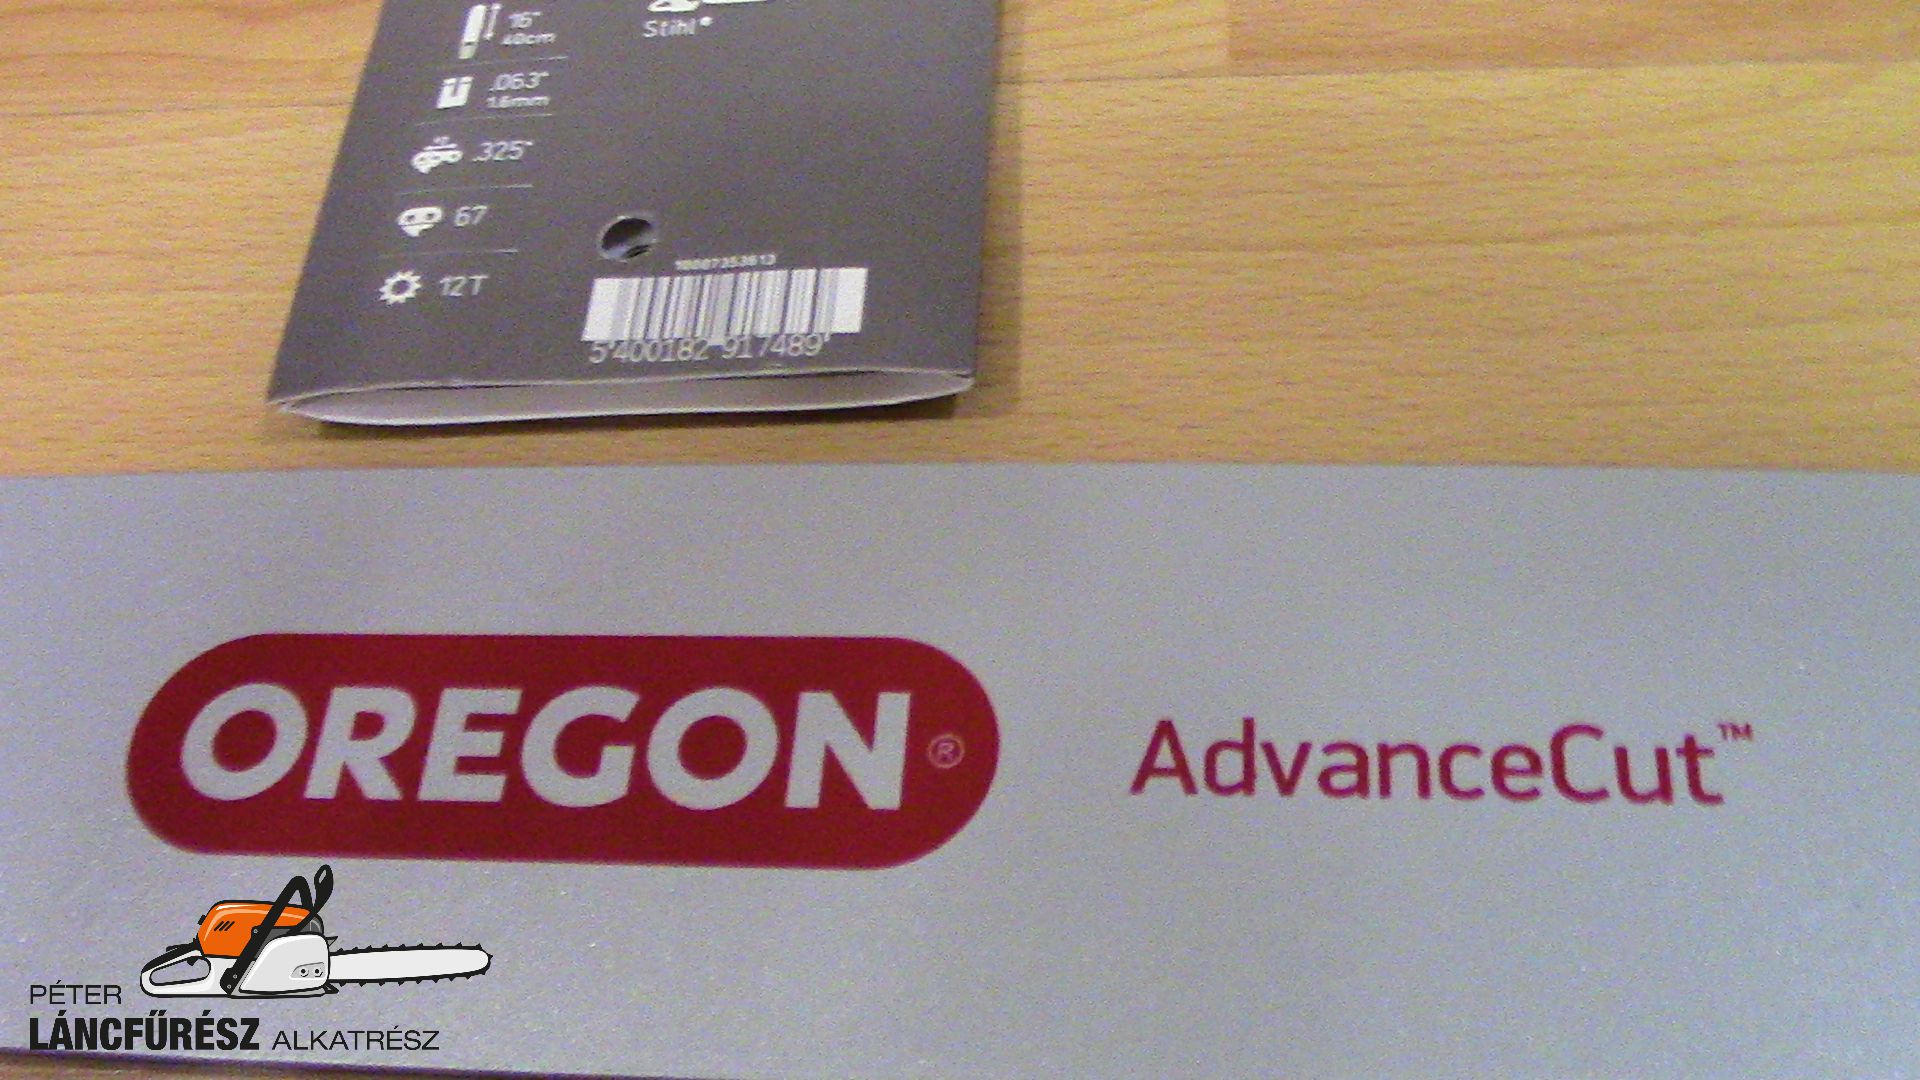 16"
40cm
Stihl®
.063"
1.6mm
.325"
67
12T
5 400182 917489
OREGON®
AdvanceCut™
PÉTER
LÁNCFŰRÉSZ ALKATRÉSZ